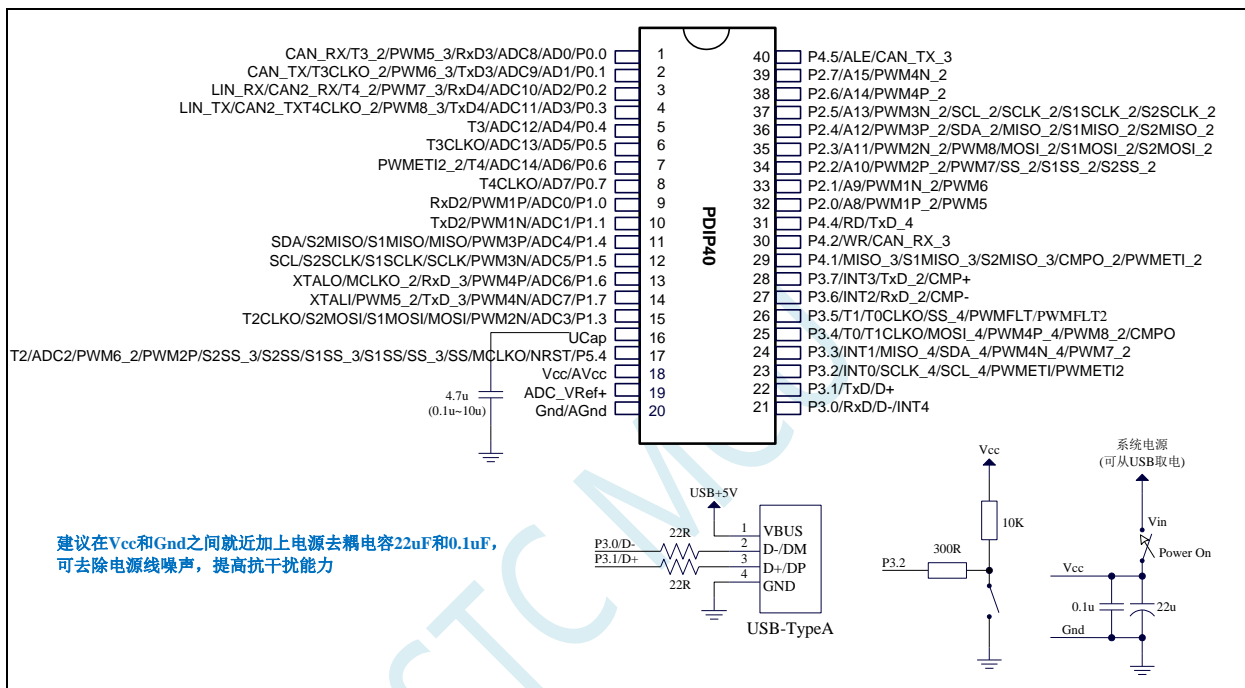 CAN_RX/T3_2/PWM5_3/RxD3/ADC8/AD0/P0.0 1
CAN_TX/T3CLKO_2/PWM6_3/TxD3/ADC9/AD1/P0.1 2
LIN_RX/CAN2_RX/T4_2/PWM7_3/RxD4/ADC10/AD2/P0.2 3
LIN_TX/CAN2_TXT4CLKO_2/PWM8_3/TxD4/ADC11/AD3/P0.3 4
T3/ADC12/AD4/P0.4 5
T3CLKO/ADC13/AD5/P0.5 6
PWMETI2_2/T4/ADC14/AD6/P0.6 7
T4CLKO/AD7/P0.7 8
RxD2/PWM1P/ADC0/P1.0 9
TxD2/PWM1N/ADC1/P1.1 10
SDA/S2MISO/S1MISO/MISO/PWM3P/ADC4/P1.4 11
SCL/S2SCLK/S1SCLK/SCLK/PWM3N/ADC5/P1.5 12
XTALO/MCLKO_2/RxD_3/PWM4P/ADC6/P1.6 13
XTALI/PWM5_2/TxD_3/PWM4N/ADC7/P1.7 14
T2CLKO/S2MOSI/S1MOSI/MOSI/PWM2N/ADC3/P1.3 15
UCap 16
T2/ADC2/PWM6_2/PWM2P/S2SS_3/S2SS/S1SS_3/S1SS/SS_3/SS/MCLKO/NRST/P5.4 17
Vcc/AVcc 18
ADC_VRef+ 19
Gnd/AGnd 20
4.7u
(0.1u~10u)
PDIP40
40 P4.5/ALE/CAN_TX_3
39 P2.7/A15/PWM4N_2
38 P2.6/A14/PWM4P_2
37 P2.5/A13/PWM3N_2/SCL_2/SCLK_2/S1SCLK_2/S2SCLK_2
36 P2.4/A12/PWM3P_2/SDA_2/MISO_2/S1MISO_2/S2MISO_2
35 P2.3/A11/PWM2N_2/PWM8/MOSI_2/S1MOSI_2/S2MOSI_2
34 P2.2/A10/PWM2P_2/PWM7/SS_2/S1SS_2/S2SS_2
33 P2.1/A9/PWM1N_2/PWM6
32 P2.0/A8/PWM1P_2/PWM5
31 P4.4/RD/TxD_4
30 P4.2/WR/CAN_RX_3
29 P4.1/MISO_3/S1MISO_3/S2MISO_3/CMPO_2/PWMETI_2
28 P3.7/INT3/TxD_2/CMP+
27 P3.6/INT2/RxD_2/CMP-
26 P3.5/T1/T0CLKO/SS_4/PWMFLT/PWMFLT2
25 P3.4/T0/T1CLKO/MOSI_4/PWM4P_4/PWM8_2/CMPO
24 P3.3/INT1/MISO_4/SDA_4/PWM4N_4/PWM7_2
23 P3.2/INT0/SCLK_4/SCL_4/PWMETI/PWMETI2
22 P3.1/TxD/D+
21 P3.0/RxD/D-/INT4
建议在Vcc和Gnd之间就近加上电源去耦电容22uF和0.1uF，
可去除电源线噪声，提高抗干扰能力
USB+5V
P3.0/D- 22R
P3.1/D+ 22R
1 VBUS
2 D-/DM
3 D+/DP
4 GND
USB-TypeA
Vcc
10K
300R
P3.2
系统电源
(可从USB取电)
Vin
Power On
Vcc
0.1u 22u
Gnd
STC MCU